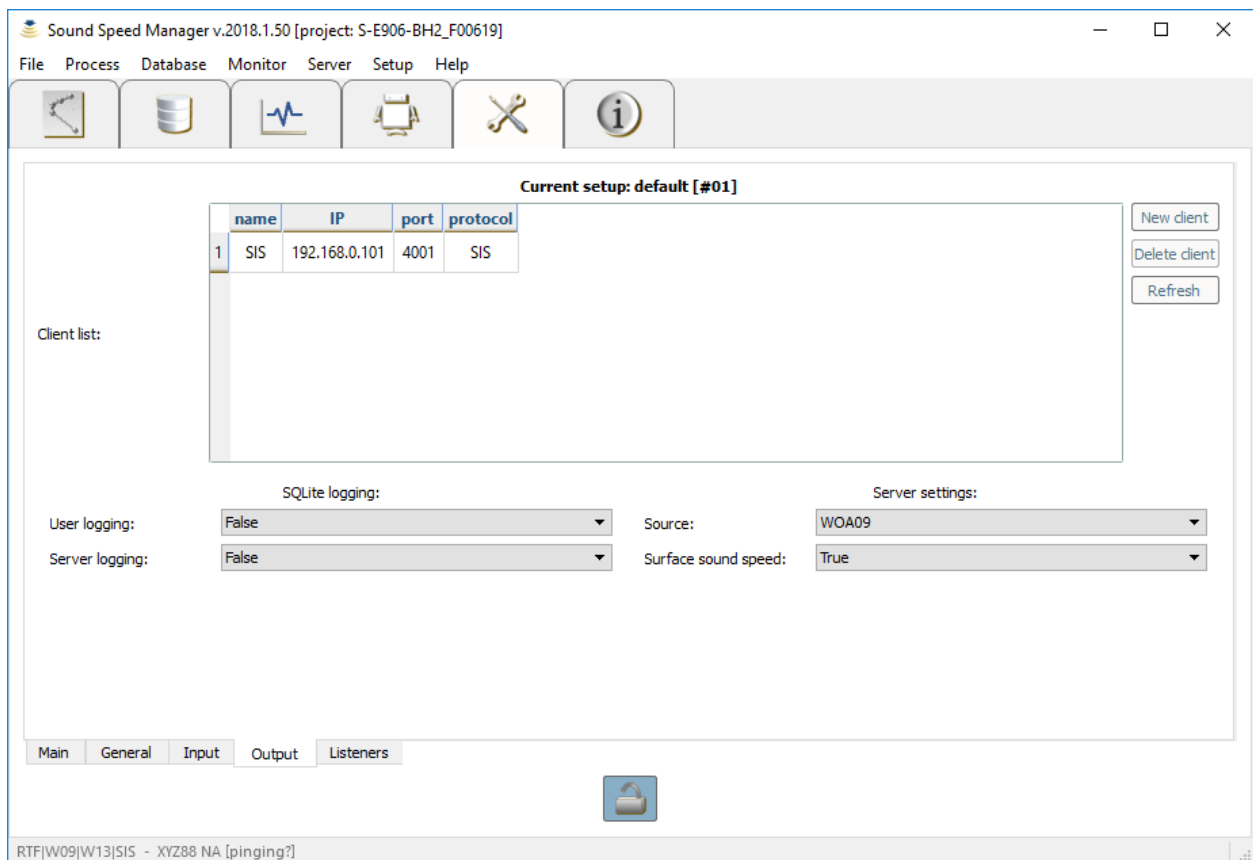 Sound Speed Manager v.2018.1.50 [project: S-E906-BH2_F00619]
File Process Database Monitor Server Setup Help
Current setup: default [#01]
name IP port protocol
1 SIS 192.168.0.101 4001 SIS
New client
Delete client
Refresh
Client list:
SQLite logging:
Server settings:
User logging: False
Source: WOA09
Server logging: False
Surface sound speed: True
Main General Input Output Listeners
RTF|W09|W13|SIS - XYZ88 NA [pinging?]